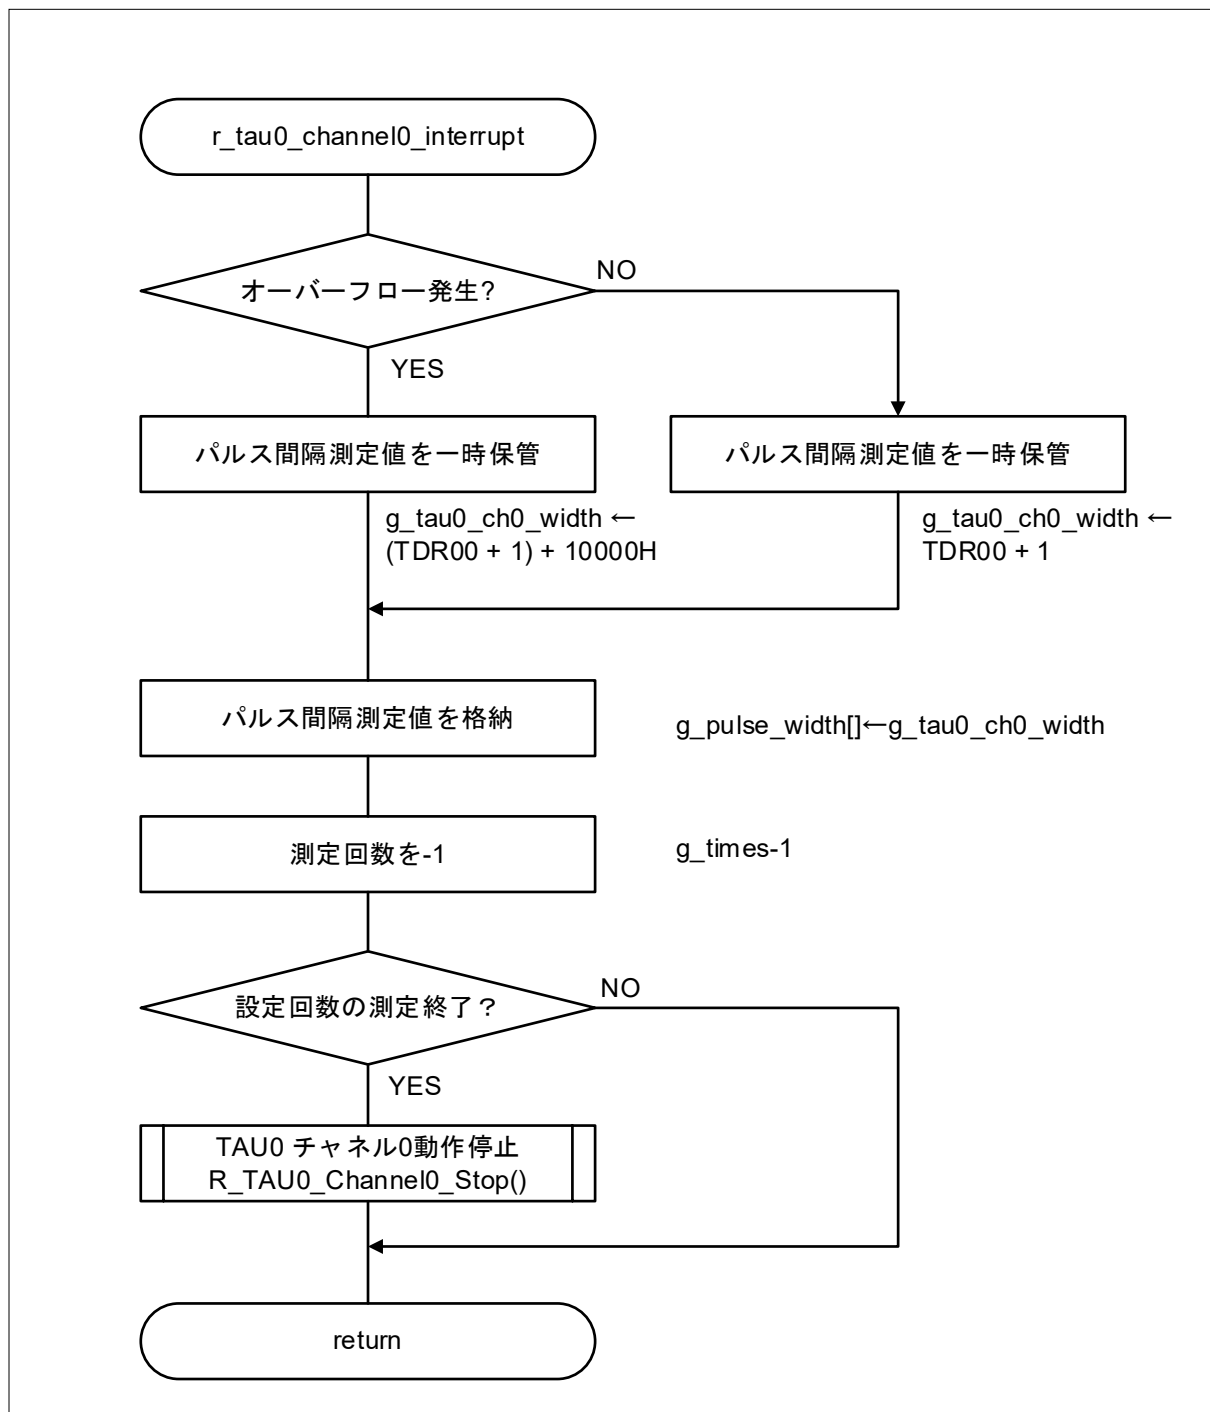 r_tau0_channel0_interrupt
オーバーフロー発生?
NO
YES
パルス間隔測定値を一時保管
パルス間隔測定値を一時保管
g_tau0_ch0_width ←
(TDR00 + 1) + 10000H
g_tau0_ch0_width ←
TDR00 + 1
パルス間隔測定値を格納
g_pulse_width[]←g_tau0_ch0_width
測定回数を-1
g_times-1
設定回数の測定終了？
NO
YES
TAU0 チャネル0動作停止
R_TAU0_Channel0_Stop()
return